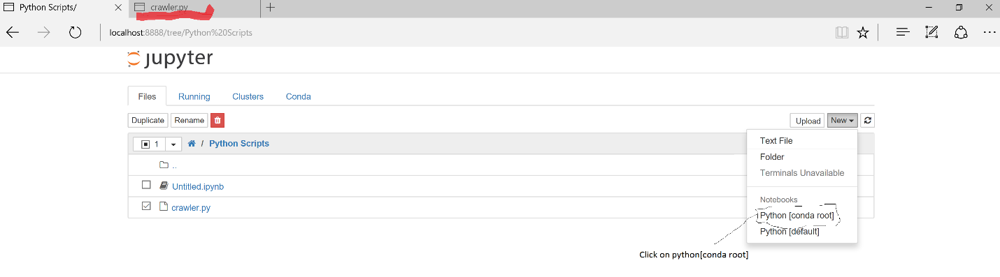 Python Scripts/
crawler.py
localhost:8888/tree/Python%20Scripts
jupyter
Files Running Clusters Conda
Duplicate Rename Upload New
1 / Python Scripts
Text File
Folder
..
Terminals Unavailable
Untitled.ipynb
Notebooks
crawler.py
Python [conda root]
Python [default]
Click on python[conda root]